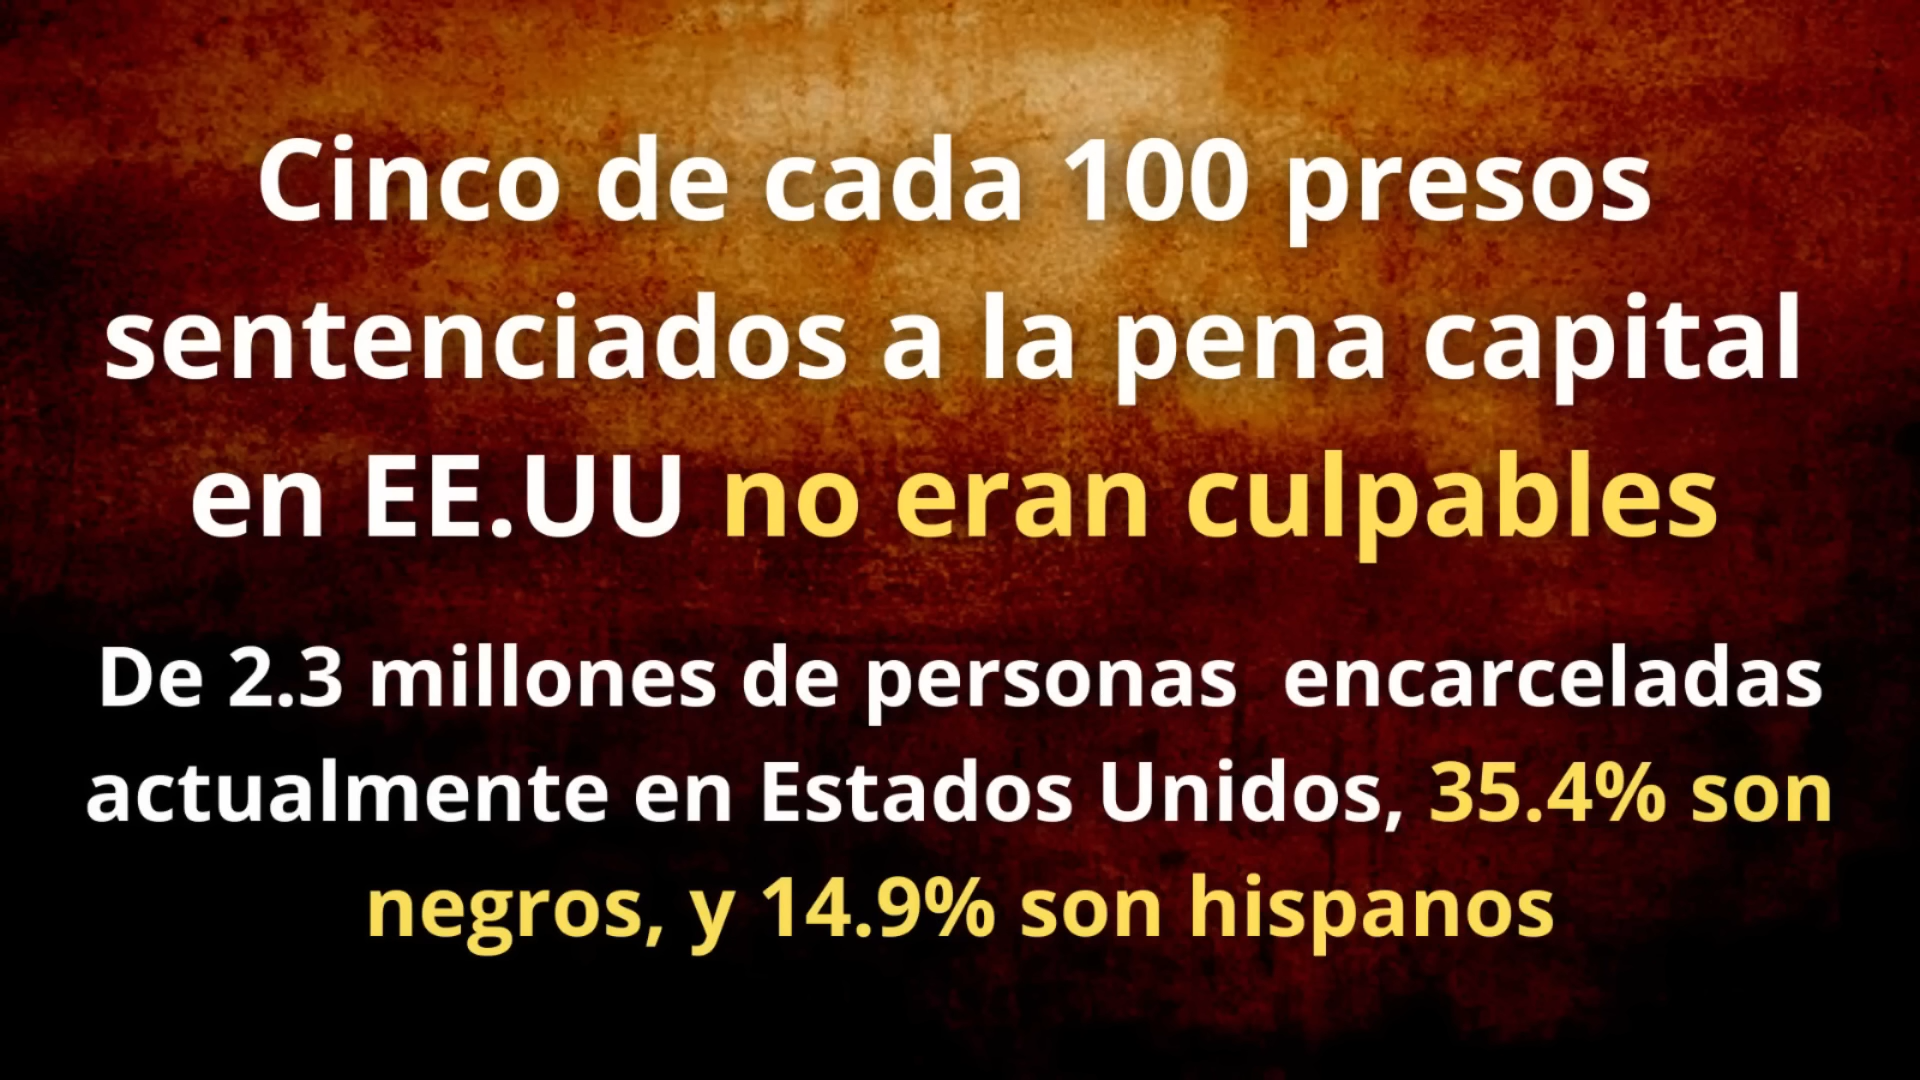 Cinco de cada 100 presos
sentenciados a la pena capital
en EE.UU no eran culpables
De 2.3 millones de personas encarceladas
actualmente en Estados Unidos, 35.4% son
negros, y 14.9% son hispanos